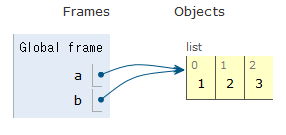 Frames Objects
Global frame
list
a
b
0 1 2
1 2 3